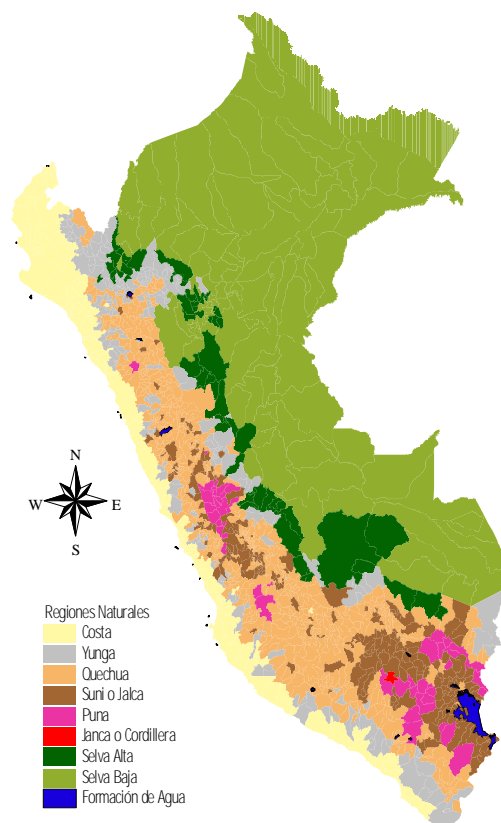 N
W E
S
Regiones Naturales
Costa
Yunga
Quechua
Suni o Jalca
Puna
Janca o Cordillera
Selva Alta
Selva Baja
Formación de Agua